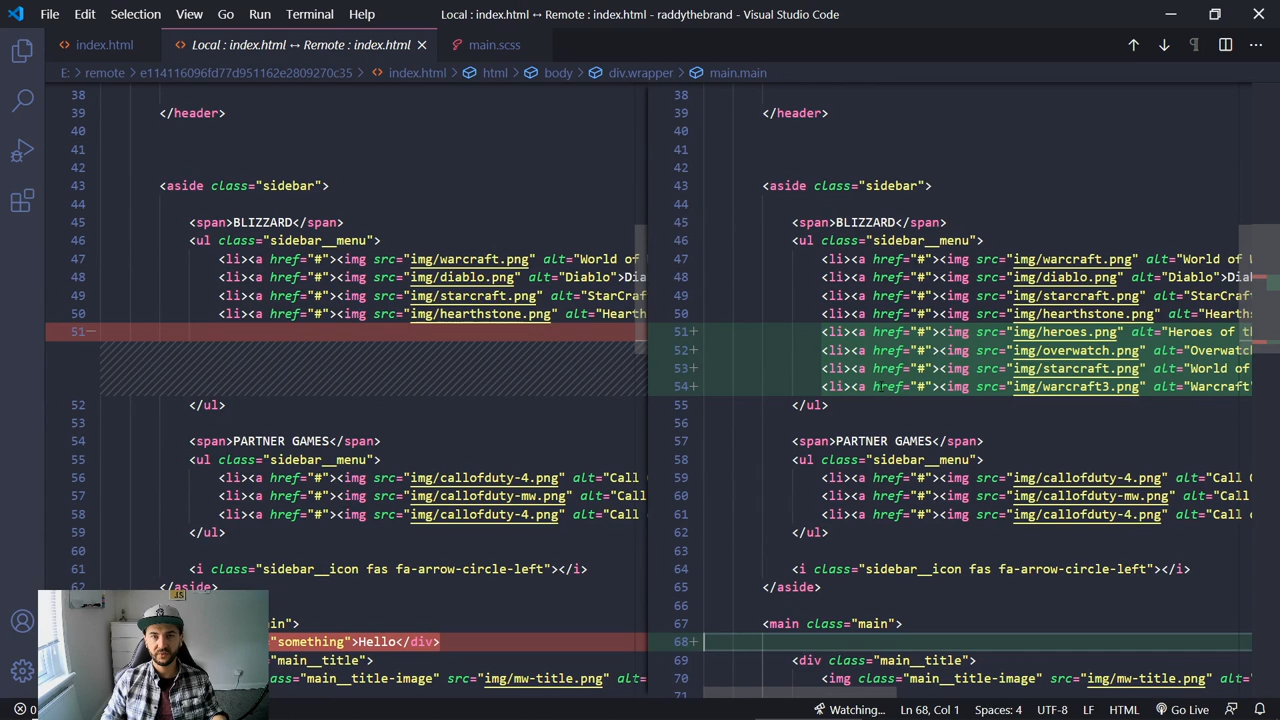 File Edit Selection View Go Run Terminal Help
Local : index.html ↔ Remote : index.html - raddythebrand - Visual Studio Code
index.html
Local : index.html ↔ Remote : index.html
main.scss
E: > remote > e114116096fd77d951162e2809270c35 > index.html > html > body > div.wrapper > main.main
38
39 </header>
40
41
42
43 <aside class="sidebar">
44
45 <span>BLIZZARD</span>
46 <ul class="sidebar__menu">
47 <li><a href="#"><img src="img/warcraft.png" alt="World of
48 <li><a href="#"><img src="img/diablo.png" alt="Diablo">Dia
49 <li><a href="#"><img src="img/starcraft.png" alt="StarCraf
50 <li><a href="#"><img src="img/hearthstone.png" alt="Hearth
51
52 </ul>
53
54 <span>PARTNER GAMES</span>
55 <ul class="sidebar__menu">
56 <li><a href="#"><img src="img/callofduty-4.png" alt="Call
57 <li><a href="#"><img src="img/callofduty-mw.png" alt="Call
58 <li><a href="#"><img src="img/callofduty-4.png" alt="Call
59 </ul>
60
61 <i class="sidebar__icon fas fa-arrow-circle-left"></i>
62 </aside>
in">
"something">Hello</div>
"main__title">
lass="main__title-image" src="img/mw-title.png" alt=
38
39 </header>
40
41
42
43 <aside class="sidebar">
44
45 <span>BLIZZARD</span>
46 <ul class="sidebar__menu">
47 <li><a href="#"><img src="img/warcraft.png" alt="World of
48 <li><a href="#"><img src="img/diablo.png" alt="Diablo">Dia
49 <li><a href="#"><img src="img/starcraft.png" alt="StarCraf
50 <li><a href="#"><img src="img/hearthstone.png" alt="Hearths
51+ <li><a href="#"><img src="img/heroes.png" alt="Heroes of th
52+ <li><a href="#"><img src="img/overwatch.png" alt="Overwatch
53+ <li><a href="#"><img src="img/starcraft.png" alt="World of
54+ <li><a href="#"><img src="img/warcraft3.png" alt="Warcraft
55 </ul>
56
57 <span>PARTNER GAMES</span>
58 <ul class="sidebar__menu">
59 <li><a href="#"><img src="img/callofduty-4.png" alt="Call
60 <li><a href="#"><img src="img/callofduty-mw.png" alt="Call
61 <li><a href="#"><img src="img/callofduty-4.png" alt="Call
62 </ul>
63
64 <i class="sidebar__icon fas fa-arrow-circle-left"></i>
65 </aside>
66
67 <main class="main">
68+
69 <div class="main__title">
70 <img class="main__title-image" src="img/mw-title.png" alt=
71
0
Watching... Ln 68, Col 1 Spaces: 4 UTF-8 LF HTML Go Live